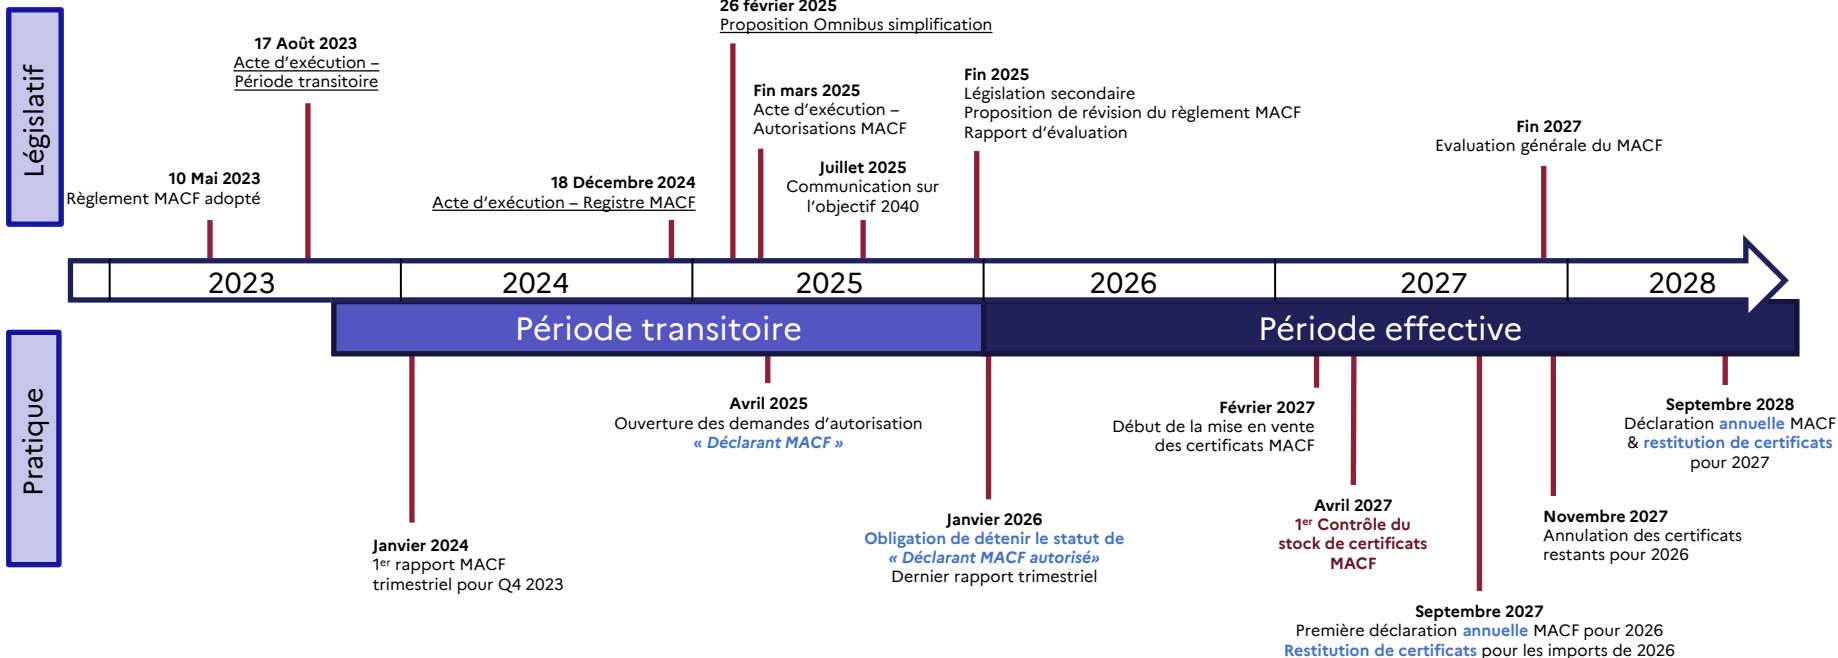 Législatif
26 février 2025
Proposition Omnibus simplification
17 Août 2023
Acte d'exécution –
Période transitoire
Fin mars 2025
Acte d'exécution –
Autorisations MACF
Fin 2025
Législation secondaire
Proposition de révision du règlement MACF
Rapport d'évaluation
Fin 2027
Evaluation générale du MACF
10 Mai 2023
Règlement MACF adopté
18 Décembre 2024
Acte d'exécution – Registre MACF
Juillet 2025
Communication sur
l'objectif 2040
2023
2024
2025
2026
2027
2028
Période transitoire
Période effective
Pratique
Janvier 2024
1er rapport MACF
trimestriel pour Q4 2023
Avril 2025
Ouverture des demandes d'autorisation
« Déclarant MACF »
Janvier 2026
Obligation de détenir le statut de
« Déclarant MACF autorisé»
Dernier rapport trimestriel
Février 2027
Début de la mise en vente
des certificats MACF
Avril 2027
1er Contrôle du
stock de certificats
MACF
Septembre 2027
Première déclaration annuelle MACF pour 2026
Restitution de certificats pour les imports de 2026
Novembre 2027
Annulation des certificats
restants pour 2026
Septembre 2028
Déclaration annuelle MACF
& restitution de certificats
pour 2027